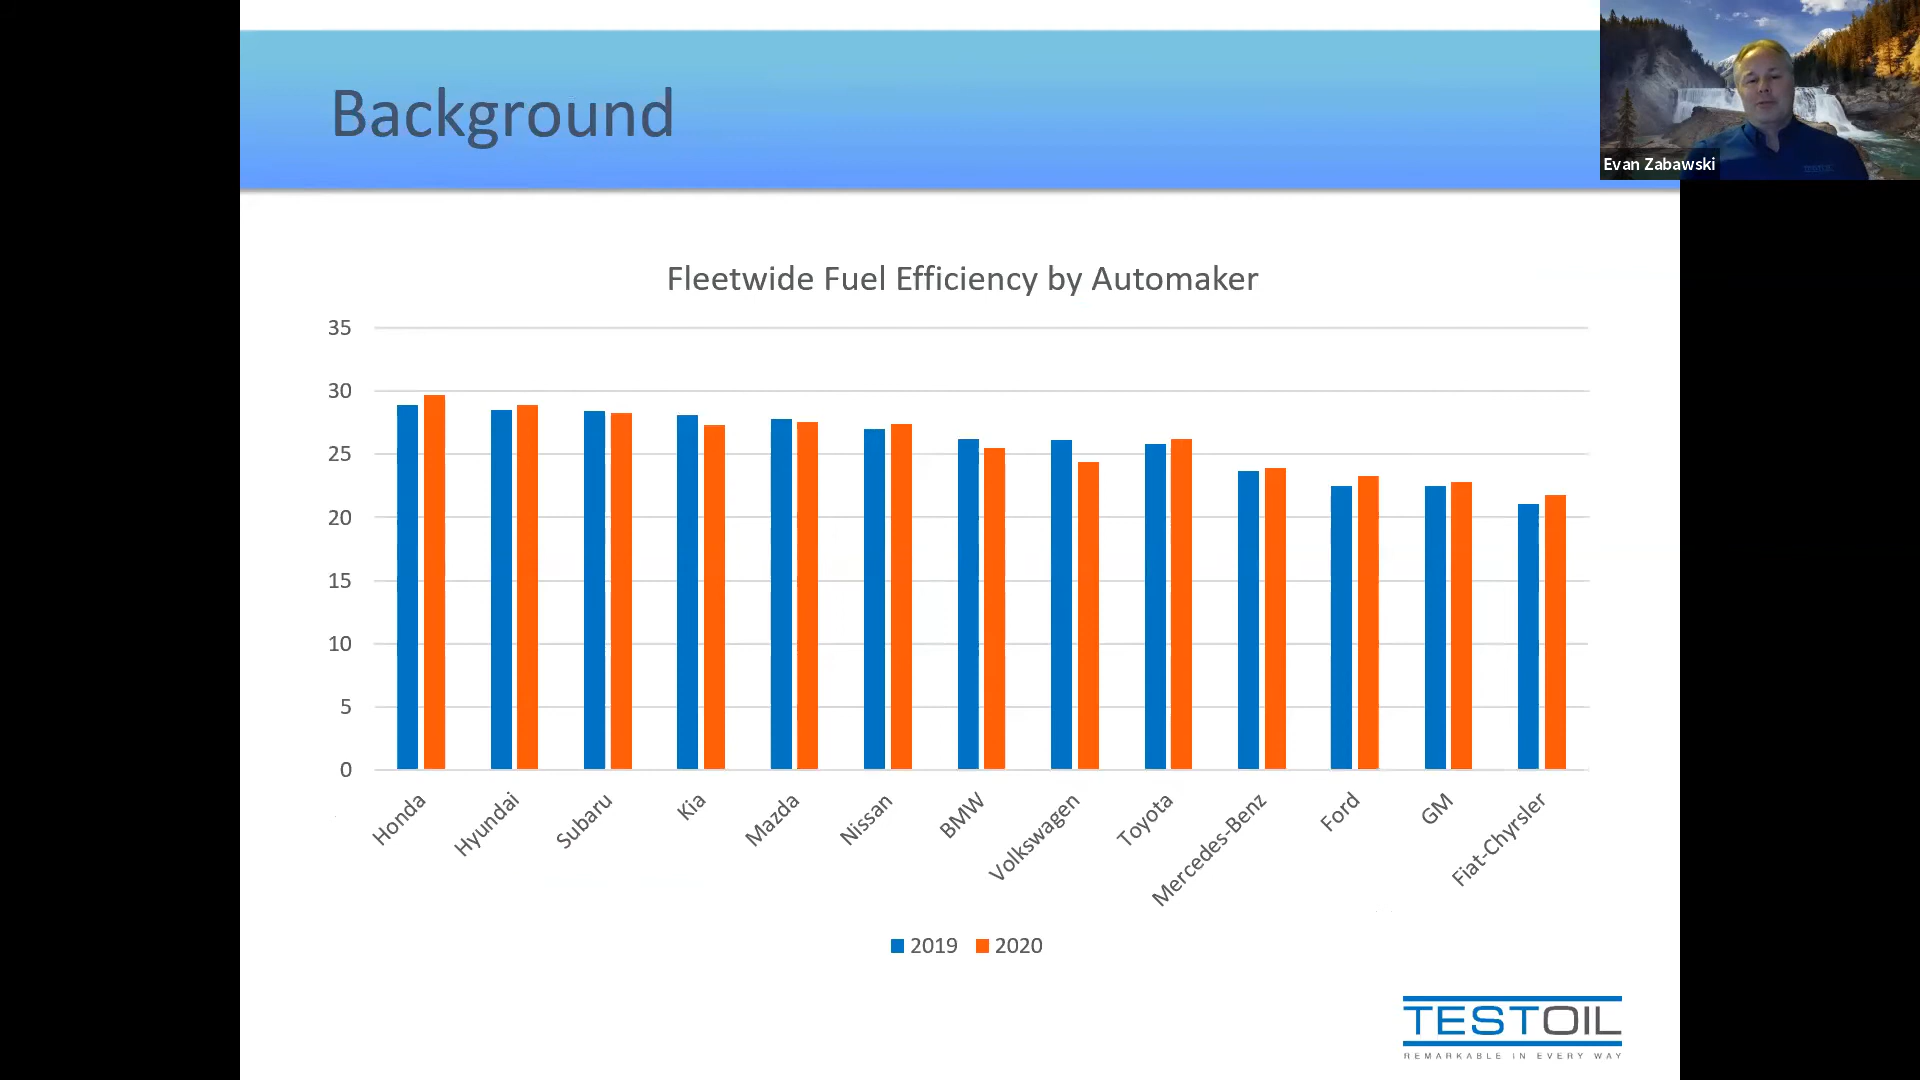 Background
Evan Zabawski
Fleetwide Fuel Efficiency by Automaker
35
30
25
20
15
10
5
0
Honda
Hyundai
Subaru
Kia
Mazda
Nissan
BMW
Volkswagen
Toyota
Mercedes-Benz
Ford
GM
Fiat-Chyrsler
2019 2020
TESTOIL
REMARKABLE IN EVERY WAY